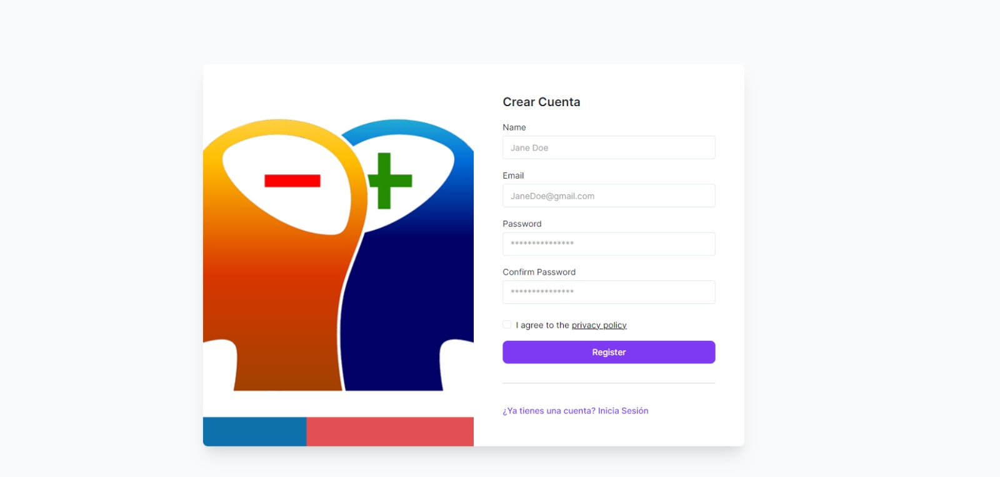 Crear Cuenta
Name
Jane Doe
Email
JaneDoe@gmail.com
Password
***************
Confirm Password
***************
I agree to the privacy policy
Register
¿Ya tienes una cuenta? Inicia Sesión